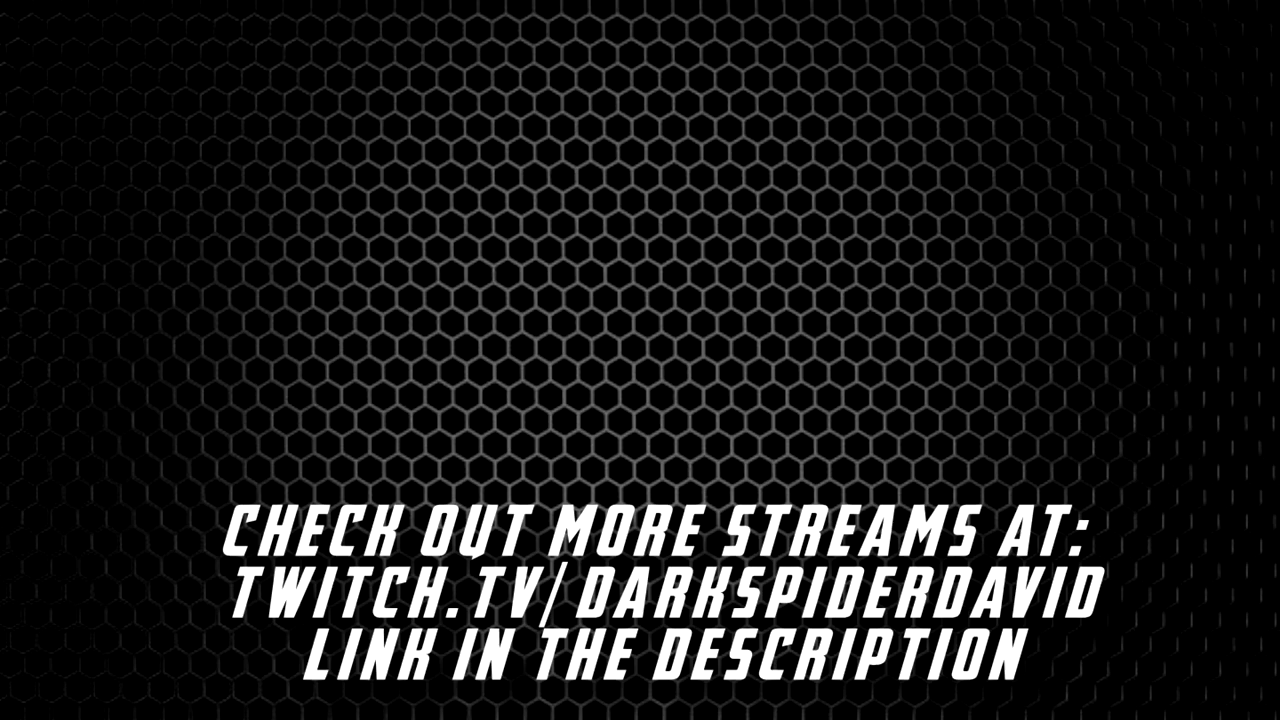 CHECK OUT MORE STREAMS AT:
TWITCH.TV/DARKSPIDERDAVID
LINK IN THE DESCRIPTION